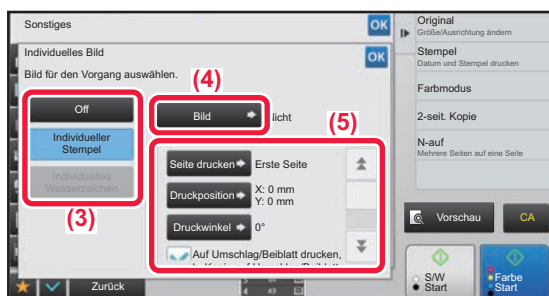 Sonstiges
OK
Individuelles Bild
OK
Bild für den Vorgang auswählen.
(4)
Off
Individueller
Stempel
Individuelles
Wasserzeichen
(3)
Bild
licht
(5)
Seite drucken
Erste Seite
Druckposition
X: 0 mm
Y: 0 mm
Druckwinkel
0°
Auf Umschlag/Beiblatt drucken,
Zurück
A3
Original
Größe/Ausrichtung ändern
Stempel
Datum und Stempel drucken
Farbmodus
2-seit. Kopie
N-auf
Mehrere Seiten auf eine Seite
Vorschau
CA
S/W
Start
Farbe
Start